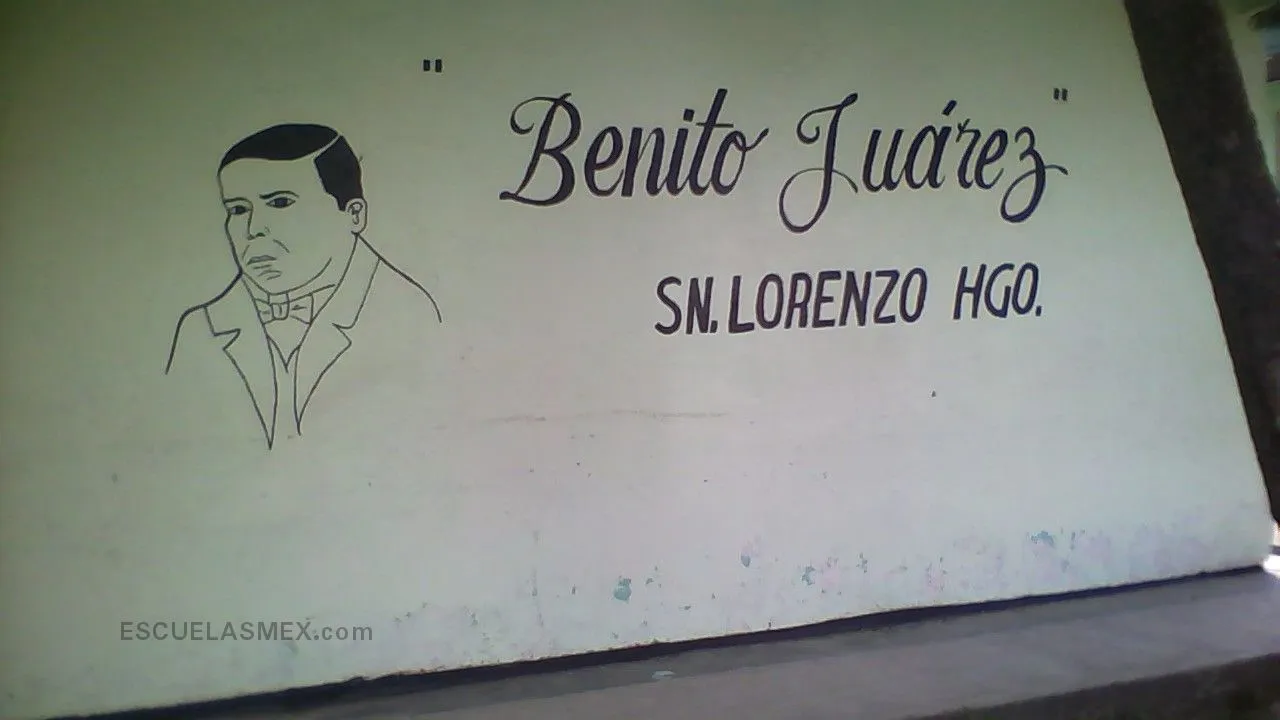 "Benito Juárez"
SN. LORENZO HGO.
ESCUELASMEX.com